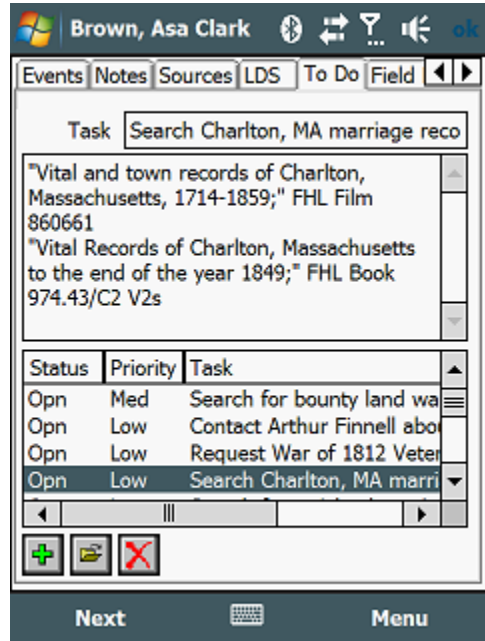 Brown, Asa Clark ok
Events Notes Sources LDS To Do Field
Task Search Charlton, MA marriage reco
"Vital and town records of Charlton,
Massachusetts, 1714-1859;" FHL Film
860661
"Vital Records of Charlton, Massachusetts
to the end of the year 1849;" FHL Book
974.43/C2 V2s
Status Priority Task
Opn Med Search for bounty land wa
Opn Low Contact Arthur Finnell abou
Opn Low Request War of 1812 Veter
Opn Low Search Charlton, MA marri
Next Menu